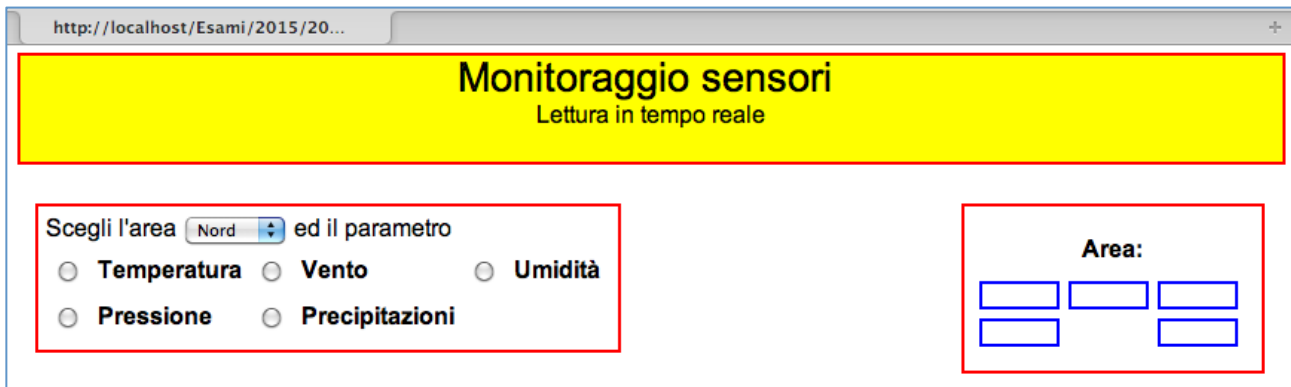 http://localhost/Esami/2015/20...
Monitoraggio sensori
Lettura in tempo reale
Scegli l'area Nord ed il parametro
Temperatura Vento Umidità
Pressione Precipitazioni
Area: